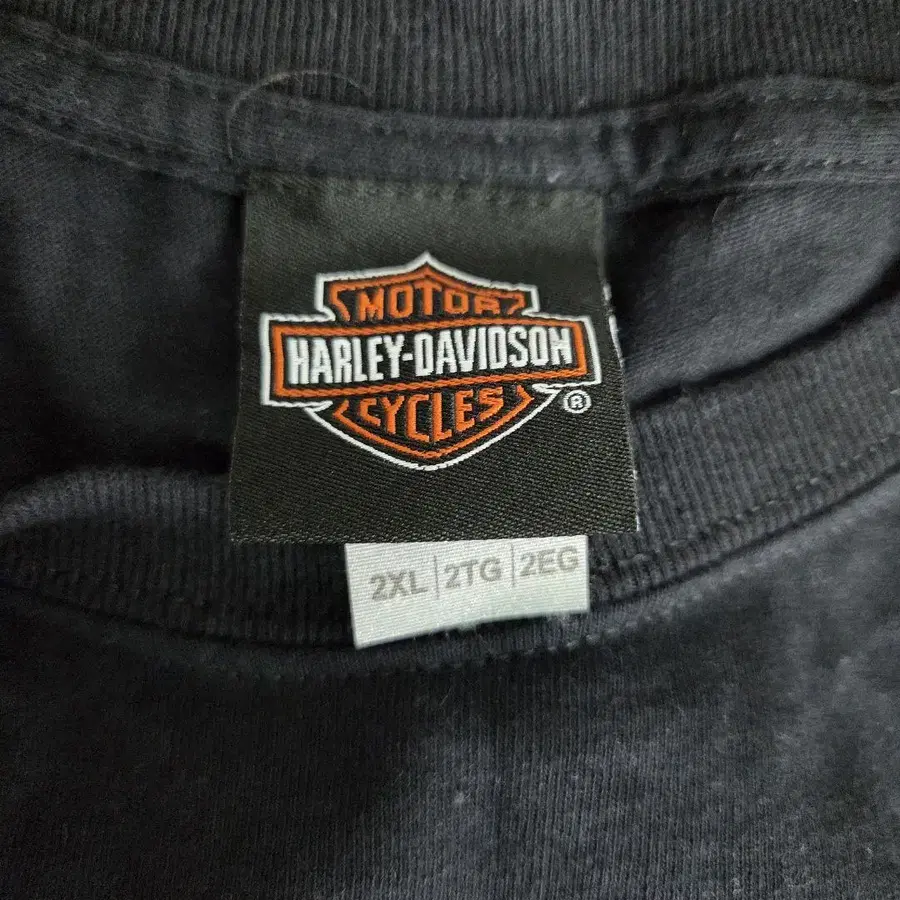 MOTOR
HARLEY-DAVIDSON
CYCLES ®
2XL | 2TG | 2EG